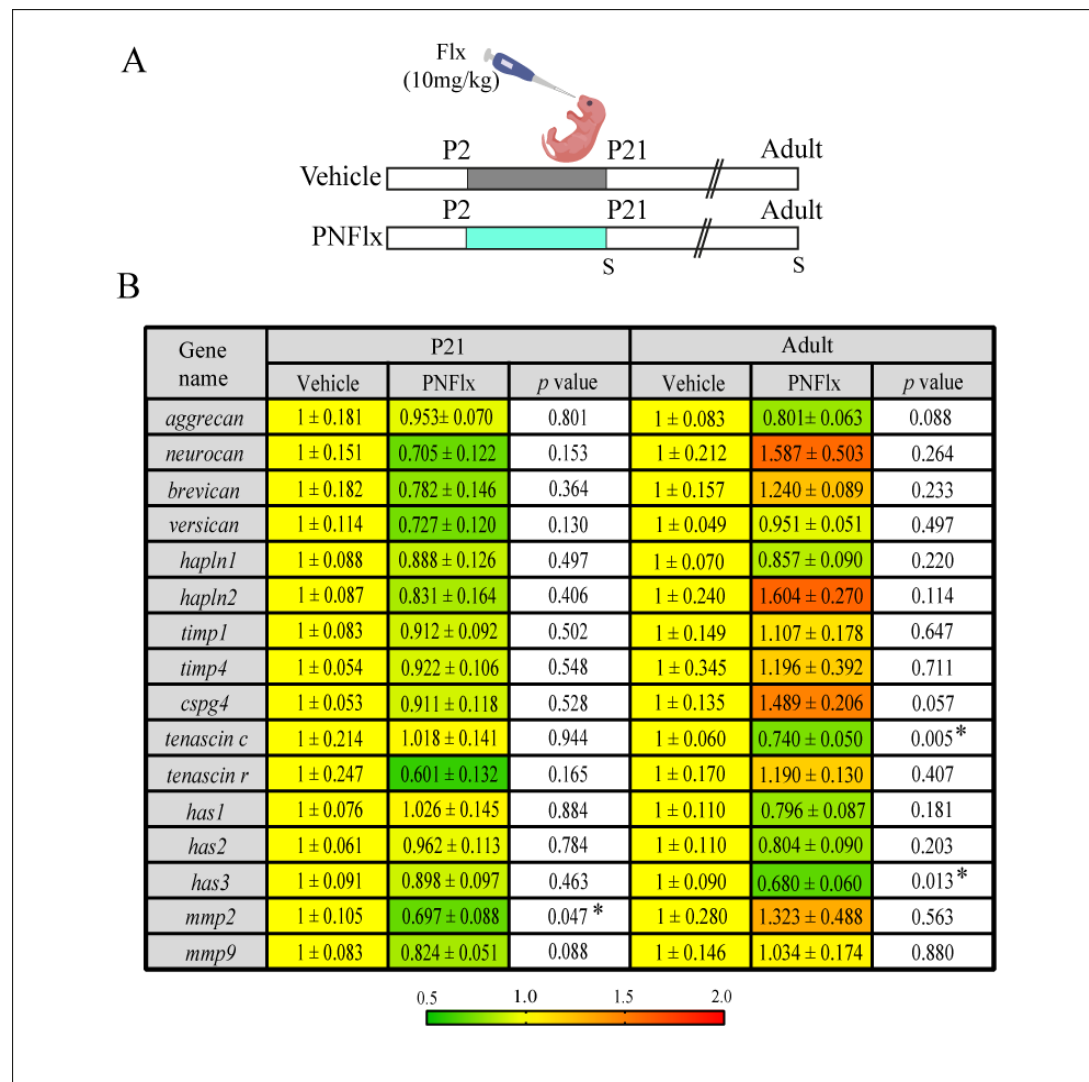 A
Flx
(10mg/kg)
P2 P21 Adult
Vehicle
P2 P21 Adult
PNFlx
S S
B
Gene name P21 Adult
Vehicle PNFlx p value Vehicle PNFlx p value
aggrecan 1 ± 0.181 0.953± 0.070 0.801 1 ± 0.083 0.801± 0.063 0.088
neurocan 1 ± 0.151 0.705 ± 0.122 0.153 1 ± 0.212 1.587 ± 0.503 0.264
brevican 1 ± 0.182 0.782 ± 0.146 0.364 1 ± 0.157 1.240 ± 0.089 0.233
versican 1 ± 0.114 0.727 ± 0.120 0.130 1 ± 0.049 0.951 ± 0.051 0.497
hapln1 1 ± 0.088 0.888 ± 0.126 0.497 1 ± 0.070 0.857 ± 0.090 0.220
hapln2 1 ± 0.087 0.831 ± 0.164 0.406 1 ± 0.240 1.604 ± 0.270 0.114
timp1 1 ± 0.083 0.912 ± 0.092 0.502 1 ± 0.149 1.107 ± 0.178 0.647
timp4 1 ± 0.054 0.922 ± 0.106 0.548 1 ± 0.345 1.196 ± 0.392 0.711
cspg4 1 ± 0.053 0.911 ± 0.118 0.528 1 ± 0.135 1.489 ± 0.206 0.057
tenascin c 1 ± 0.214 1.018 ± 0.141 0.944 1 ± 0.060 0.740 ± 0.050 0.005*
tenascin r 1 ± 0.247 0.601 ± 0.132 0.165 1 ± 0.170 1.190 ± 0.130 0.407
has1 1 ± 0.076 1.026 ± 0.145 0.884 1 ± 0.110 0.796 ± 0.087 0.181
has2 1 ± 0.061 0.962 ± 0.113 0.784 1 ± 0.110 0.804 ± 0.090 0.203
has3 1 ± 0.091 0.898 ± 0.097 0.463 1 ± 0.090 0.680 ± 0.060 0.013*
mmp2 1 ± 0.105 0.697 ± 0.088 0.047 * 1 ± 0.280 1.323 ± 0.488 0.563
mmp9 1 ± 0.083 0.824 ± 0.051 0.088 1 ± 0.146 1.034 ± 0.174 0.880
0.5 1.0 1.5 2.0